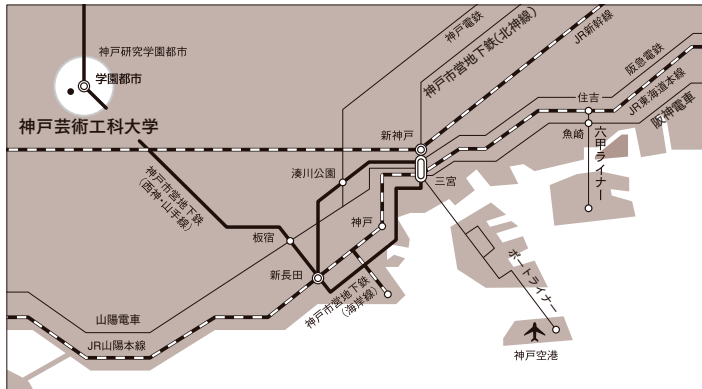 神戸研究学園都市
学園都市
神戸芸術工科大学
神戸電鉄
神戸市営地下鉄(北神線)
JR新幹線
阪急電鉄
JR東海道本線
阪神電車
住吉
魚崎
六甲ライナー
新神戸
三宮
湊川公園
神戸市営地下鉄
(西神・山手線)
神戸
板宿
新長田
神戸市営地下鉄
(海岸線)
ポートライナー
山陽電車
JR山陽本線
神戸空港